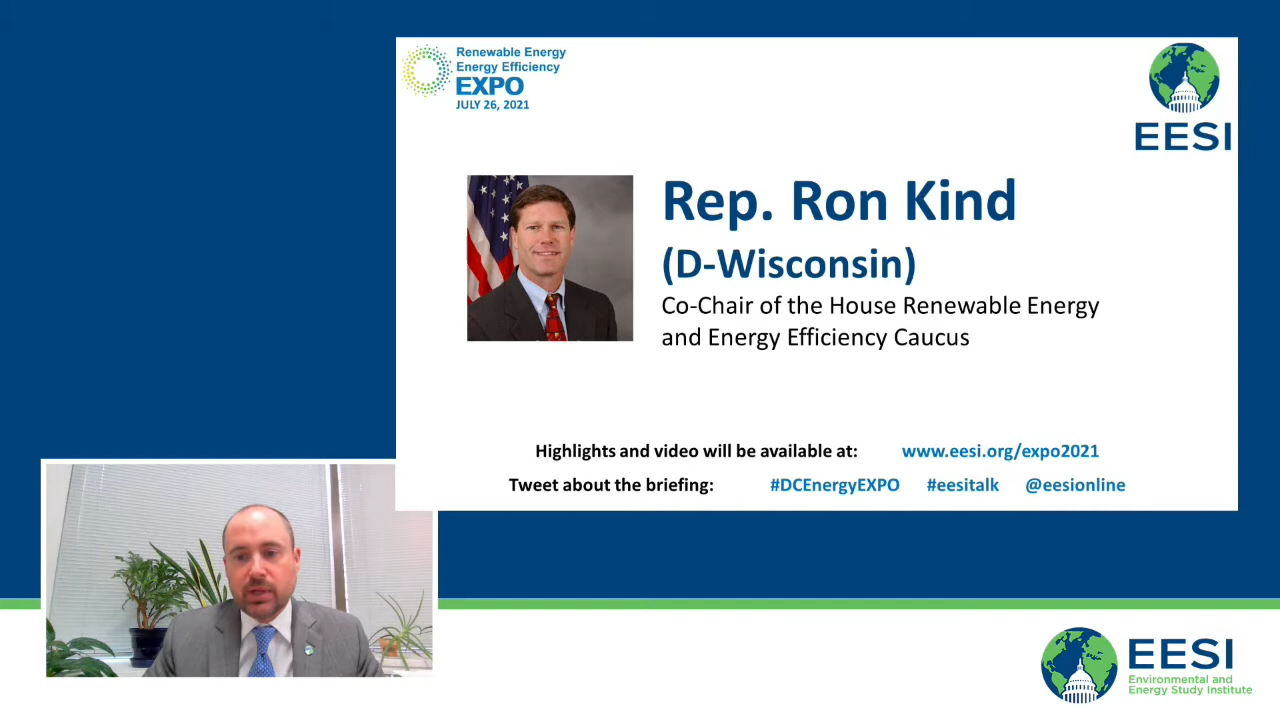 Renewable Energy
Energy Efficiency
EXPO
JULY 26, 2021
EESI
Rep. Ron Kind
(D-Wisconsin)
Co-Chair of the House Renewable Energy
and Energy Efficiency Caucus
Highlights and video will be available at: www.eesi.org/expo2021
Tweet about the briefing: #DCEnergyEXPO #eesitalk @eesionline
EESI
Environmental and
Energy Study Institute